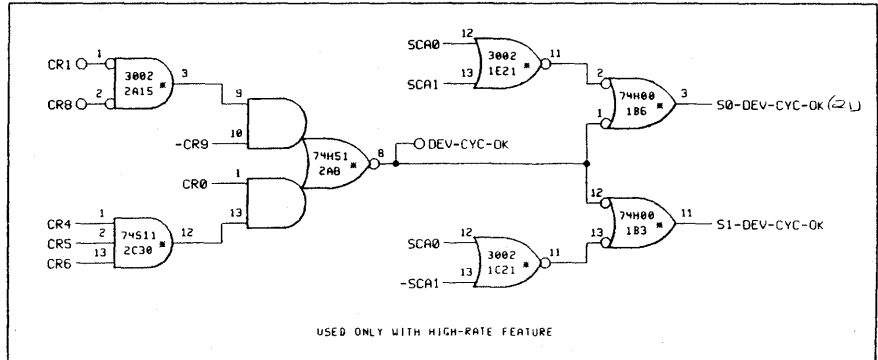 CR1 1
3002
2A15 * 3
CR8 2
9
-CR9 10
74H51
2A8 * 8
DEV-CYC-OK
CR0 1
13
CR4 1
CR5 2
CR6 13
74S11
2C30 * 12
SCA0 12
SCA1 13
3002
1E21 * 11
2
1
74H00
1B6 * 3
S0-DEV-CYC-OK
12
13
74H00
1B3 * 11
S1-DEV-CYC-OK
SCA0 12
-SCA1 13
3002
1C21 * 11
USED ONLY WITH HIGH-RATE FEATURE